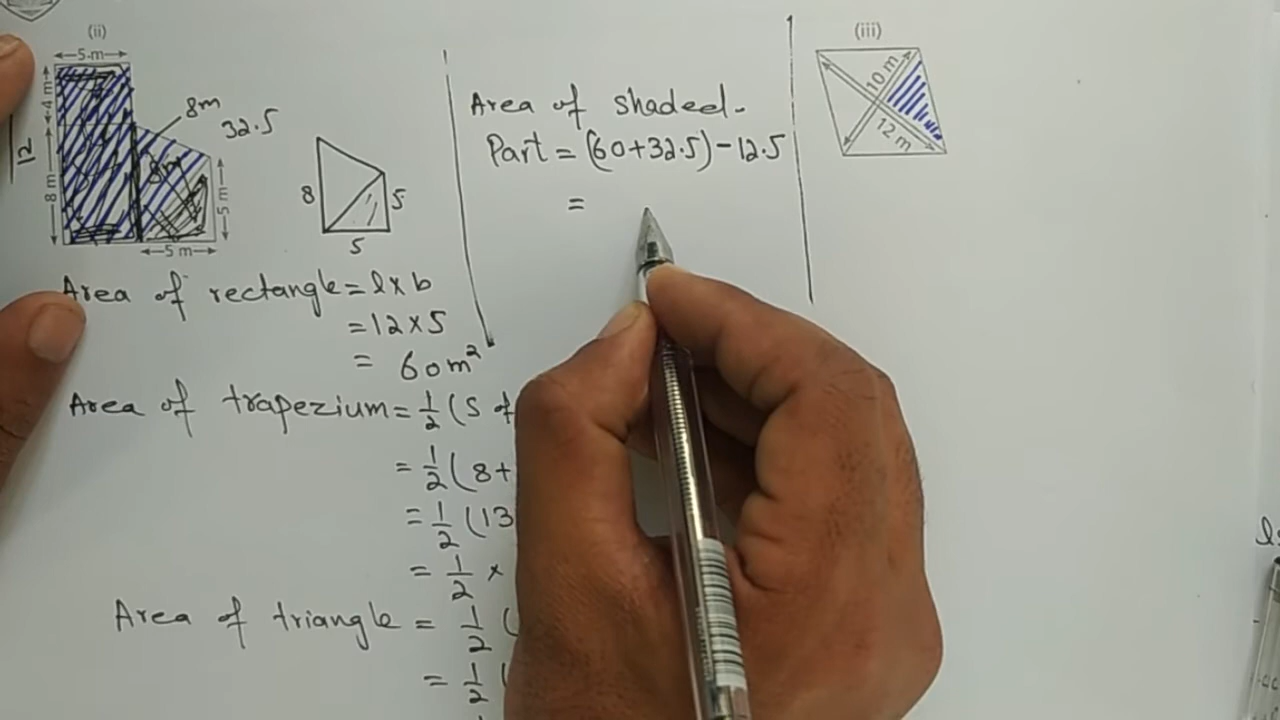 (ii)
5 m
4 m
12
8 m
8m
32.5
8m
5 m
5 m
8
5
5
Area of rectangle = l × b
= 12 × 5
= 60 m²
Area of trapezium = 1/2 (S of
= 1/2 (8+
= 1/2 (13
= 1/2 ×
Area of triangle = 1/2 (
= 1/2 (
Area of shaded
Part = (60+32.5) - 12.5
=
(iii)
10 m
12 m